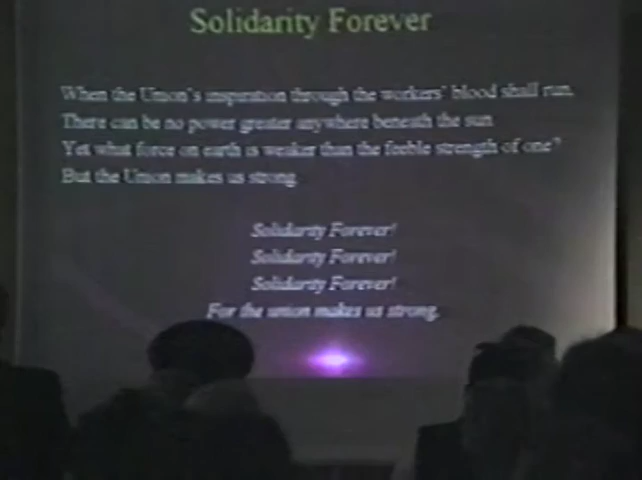 Solidarity Forever
When the Union's inspiration through the workers' blood shall run.
There can be no power greater anywhere beneath the sun
Yet what force on earth is weaker than the feeble strength of one?
But the Union makes us strong.
Solidarity Forever!
Solidarity Forever!
Solidarity Forever!
For the union makes us strong.